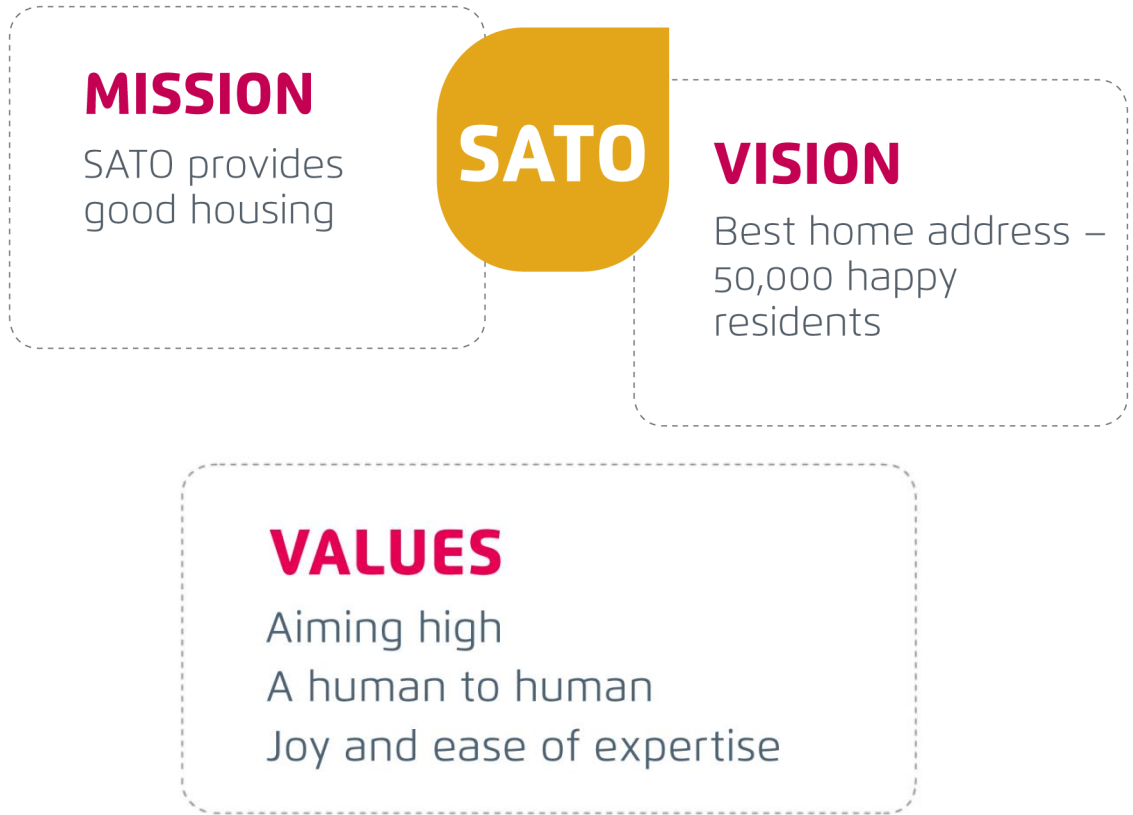 MISSION
SATO provides
good housing
SATO
VISION
Best home address –
50,000 happy
residents
VALUES
Aiming high
A human to human
Joy and ease of expertise